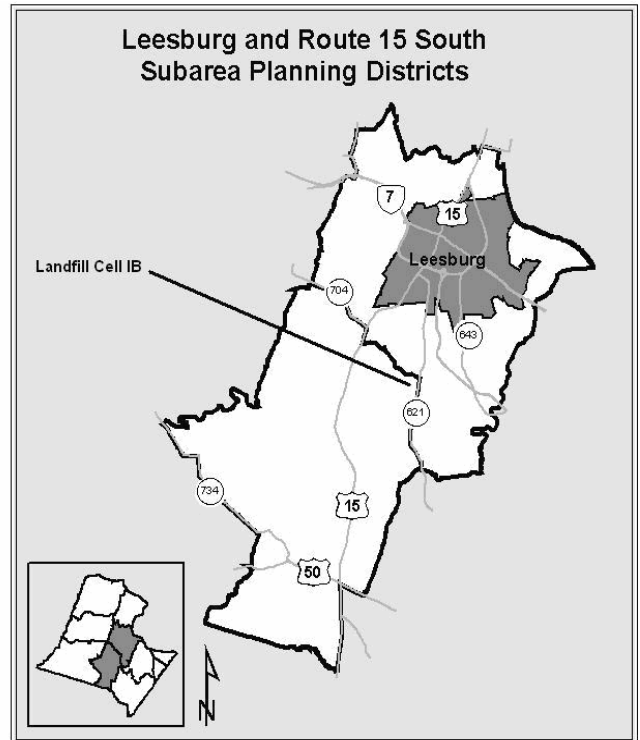 Leesburg and Route 15 South
Subarea Planning Districts
7
15
Leesburg
Landfill Cell IB
704
643
621
734
15
50
N